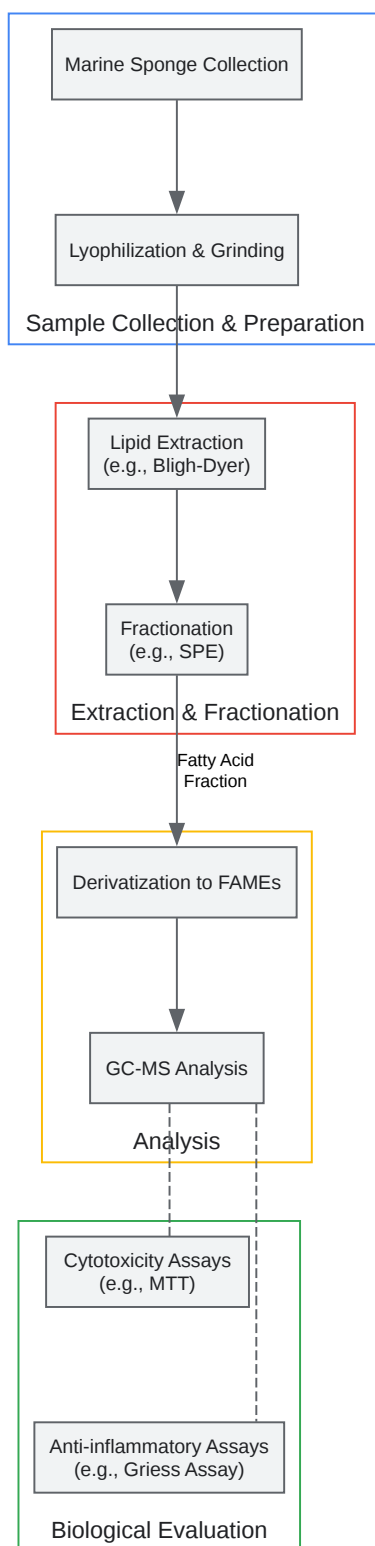 Marine Sponge Collection
Lyophilization & Grinding
Sample Collection & Preparation
Lipid Extraction
(e.g., Bligh-Dyer)
Fractionation
(e.g., SPE)
Extraction & Fractionation
Fatty Acid
Fraction
Derivatization to FAMEs
GC-MS Analysis
Analysis
Cytotoxicity Assays
(e.g., MTT)
Anti-inflammatory Assays
(e.g., Griess Assay)
Biological Evaluation